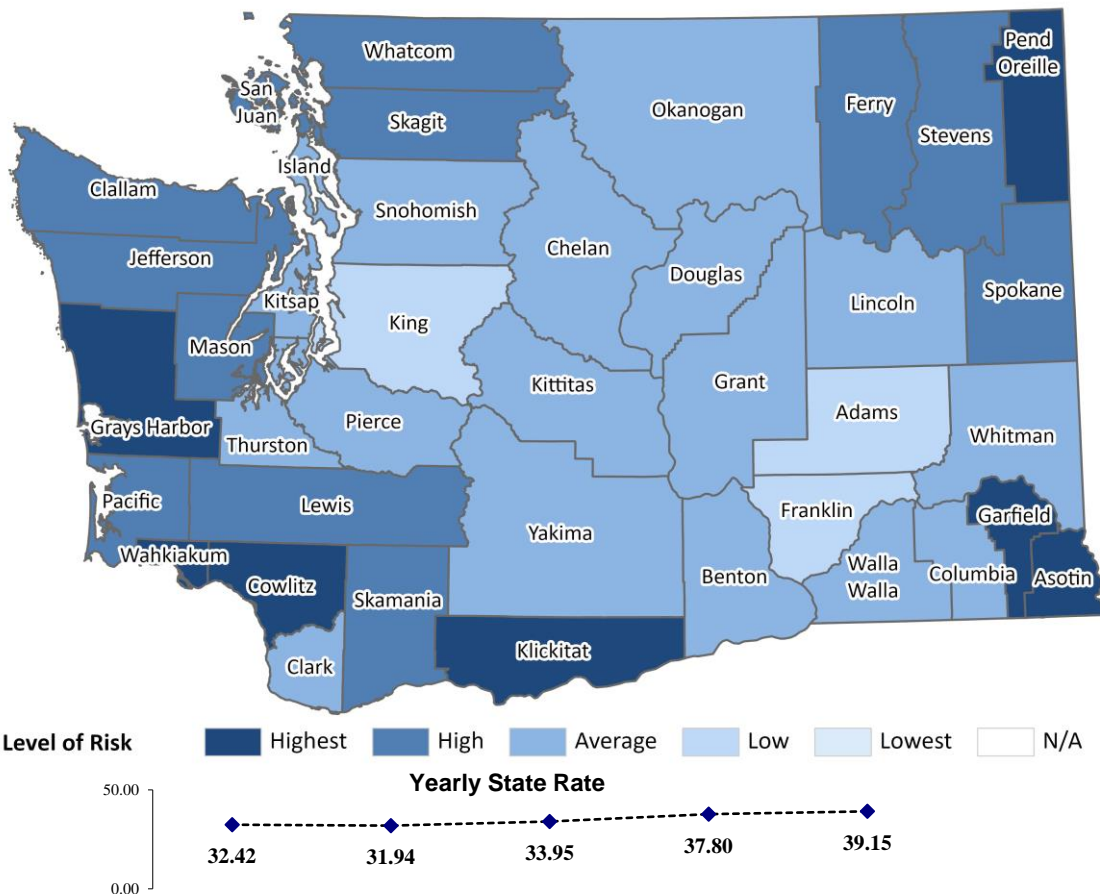 Whatcom
Pend
Oreille
San
Juan
Okanogan
Ferry
Skagit
Stevens
Island
Clallam
Snohomish
Chelan
Jefferson
Douglas
Spokane
Kitsap
Lincoln
King
Mason
Kittitas
Grant
Adams
Pierce
Grays Harbor
Whitman
Thurston
Pacific
Lewis
Franklin
Garfield
Yakima
Wahkiakum
Walla
Walla
Benton
Columbia
Asotin
Cowlitz
Skamania
Klickitat
Clark
Level of Risk Highest High Average Low Lowest N/A
Yearly State Rate
50.00
32.42 31.94 33.95 37.80 39.15
0.00